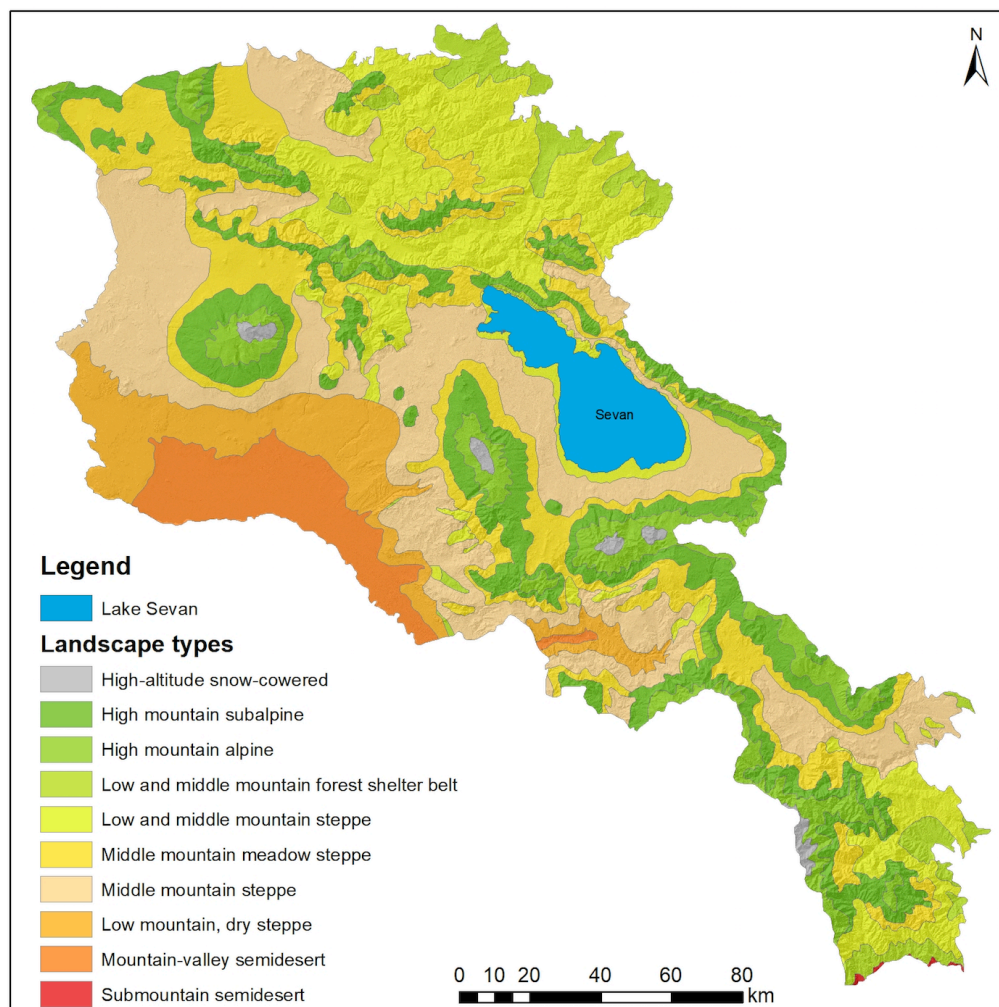 N
Sevan
Legend
Lake Sevan
Landscape types
High-altitude snow-cowered
High mountain subalpine
High mountain alpine
Low and middle mountain forest shelter belt
Low and middle mountain steppe
Middle mountain meadow steppe
Middle mountain steppe
Low mountain, dry steppe
Mountain-valley semidesert
Submountain semidesert
0 10 20 40 60 80
km